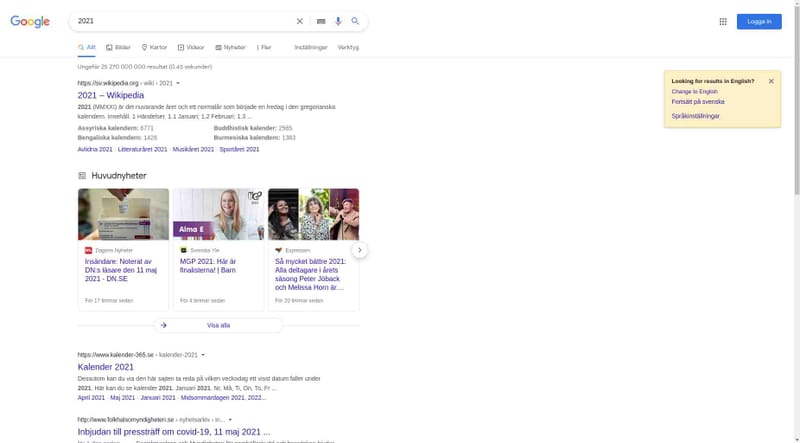 Google
2021
Logga in
Allt
Bilder
Kartor
Videor
Nyheter
Fler
Inställningar
Verktyg
Ungefär 25 270 000 000 resultat (0,45 sekunder)
Looking for results in English?
Change to English
Fortsätt på svenska
Språkinställningar
https://sv.wikipedia.org › wiki › 2021
2021 – Wikipedia
2021 (MMXXI) är det nuvarande året och ett normalår som började en fredag i den gregorianska
kalendern. Innehåll. 1 Händelser. 1.1 Januari; 1.2 Februari; 1.3 ...
Assyriska kalendern: 6771
Buddhistisk kalender: 2565
Bengaliska kalendern: 1428
Burmesiska kalendern: 1383
Avlidna 2021 · Litteraturåret 2021 · Musikåret 2021 · Sportåret 2021
Huvudnyheter
MGP
Alma E
Dagens Nyheter
Insändare: Noterat av
DN:s läsare den 11 maj
2021 - DN.SE
För 17 timmar sedan
Svenska Yle
MGP 2021: Här är
finalisterna! | Barn
För 4 timmar sedan
Expressen
Så mycket bättre 2021:
Alla deltagare i årets
säsong Peter Jöback
och Melissa Horn är...
För 20 timmar sedan
Visa alla
https://www.kalender-365.se › kalender-2021
Kalender 2021
Dessutom kan du via den här sajten ta reda på vilken veckodag ett visst datum faller under
2021. Här kan du se kalender 2021. Januari 2021. Nr, Må, Ti, On, To, Fr ...
April 2021 · Maj 2021 · Januari 2021 · Midsommardagen 2021, 2022...
http://www.folkhalsomyndigheten.se › nyhetsarkiv › in...
Inbjudan till pressträff om covid-19, 11 maj 2021 ...